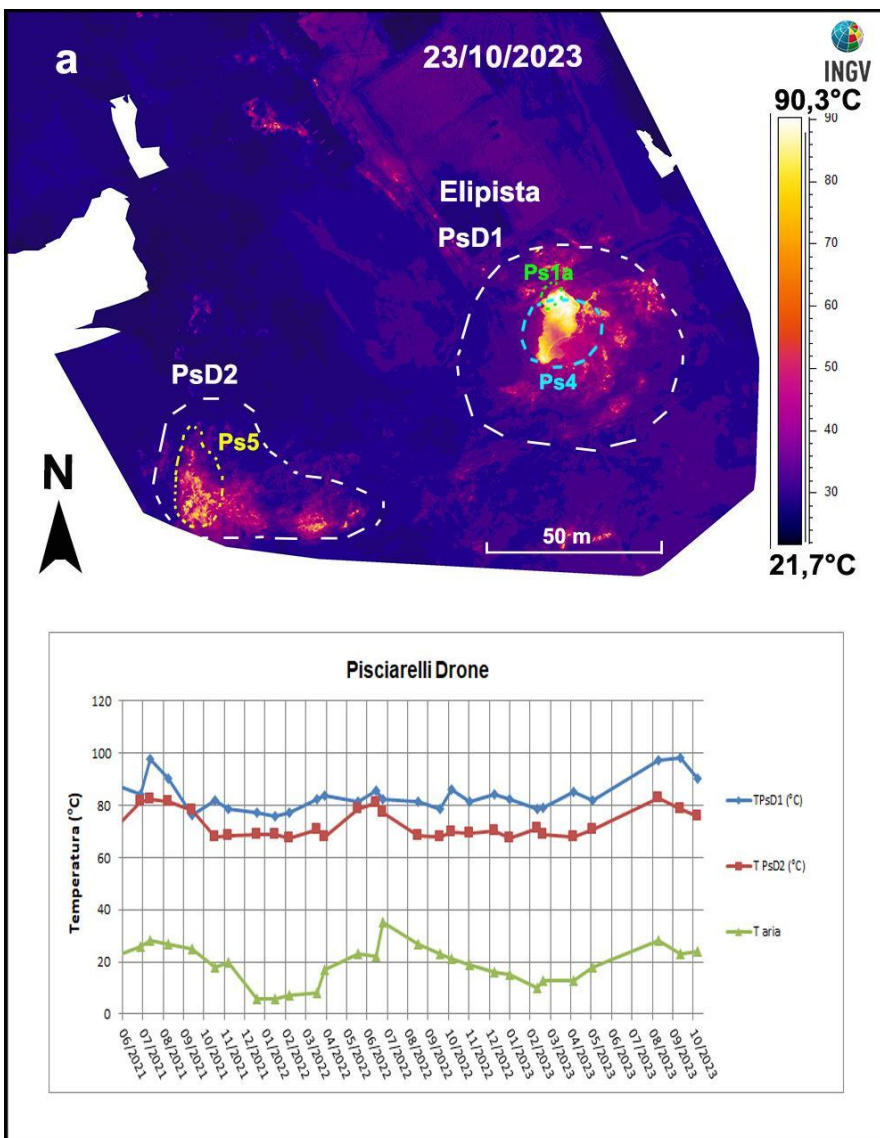 a
23/10/2023
INGV
90,3°C
90
80
70
60
50
40
30
21,7°C
Elipista
PsD1
Ps1a
Ps4
PsD2
Ps5
N
50 m
Pisciarelli Drone
Temperatura (°C)
120
100
80
60
40
20
0
TPsD1 (°C)
T PsD2 (°C)
T aria
06/2021
07/2021
08/2021
09/2021
10/2021
11/2021
12/2021
01/2022
02/2022
03/2022
04/2022
05/2022
06/2022
07/2022
08/2022
09/2022
10/2022
11/2022
12/2022
01/2023
02/2023
03/2023
04/2023
05/2023
06/2023
07/2023
08/2023
09/2023
10/2023